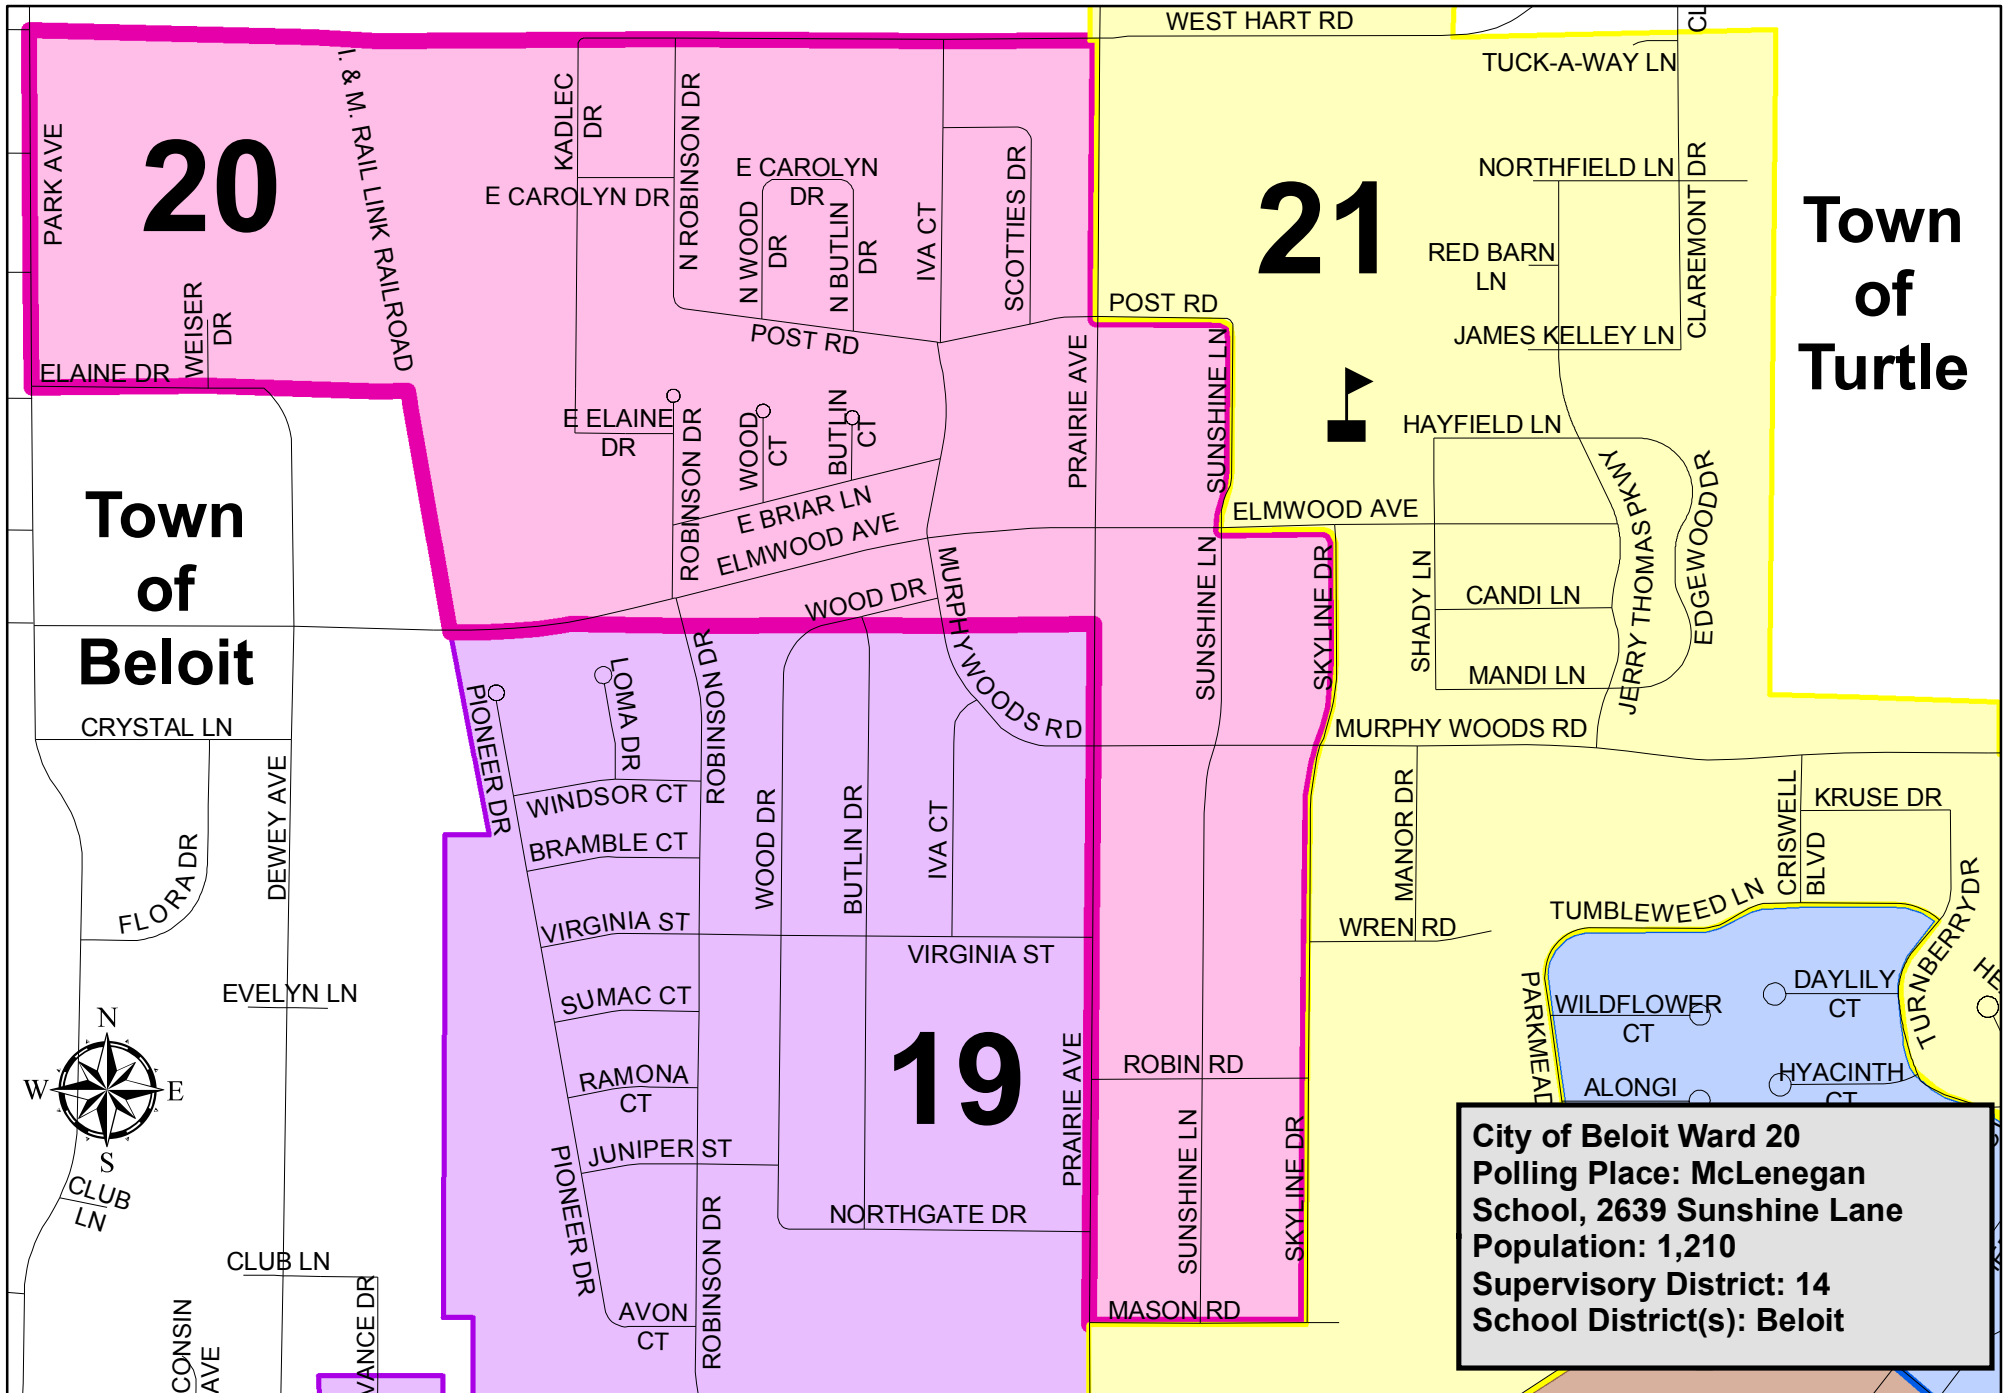 WEST HART RD
TUCK-A-WAY LN
CL
PARK AVE
20
I. & M. RAIL LINK RAILROAD
KADLEC
DR
N ROBINSON DR
E CAROLYN
DR
E CAROLYN DR
N WOOD
DR
N BUTLIN
DR
IVA CT
SCOTTIES DR
21
NORTHFIELD LN
CLAREMONT DR
RED BARN
LN
JAMES KELLEY LN
Town
of
Turtle
WEISER
DR
ELAINE DR
POST RD
POST RD
PRAIRIE AVE
SUNSHINE LN
E ELAINE
DR
ROBINSON DR
WOOD
CT
BUTLIN
CT
E BRIAR LN
ELMWOOD AVE
ELMWOOD AVE
HAYFIELD LN
JERRY THOMAS PKWY
EDGEWOOD DR
Town
of
Beloit
WOOD DR
MURPHY WOODS RD
SUNSHINE LN
SKYLINE DR
SHADY LN
CANDI LN
MANDI LN
MURPHY WOODS RD
CRYSTAL LN
DEWEY AVE
FLORA DR
PIONEER DR
LOMA DR
ROBINSON DR
WINDSOR CT
BRAMBLE CT
WOOD DR
BUTLIN DR
IVA CT
MANOR DR
WREN RD
CRISWELL
BLVD
KRUSE DR
TUMBLEWEED LN
TURNBERRY DR
VIRGINIA ST
VIRGINIA ST
EVELYN LN
SUMAC CT
19
PRAIRIE AVE
ROBIN RD
PARKMEAD
WILDFLOWER
CT
DAYLILY
CT
HE
ALONGI
HYACINTH
CT
N
W
E
S
RAMONA
CT
JUNIPER ST
PIONEER DR
NORTHGATE DR
ROBINSON DR
SUNSHINE LN
SKYLINE DR
CLUB
LN
CLUB LN
AVON
CT
MASON RD
CONSIN
AVE
VANCE DR
City of Beloit Ward 20
Polling Place: McLenegan
School, 2639 Sunshine Lane
Population: 1,210
Supervisory District: 14
School District(s): Beloit